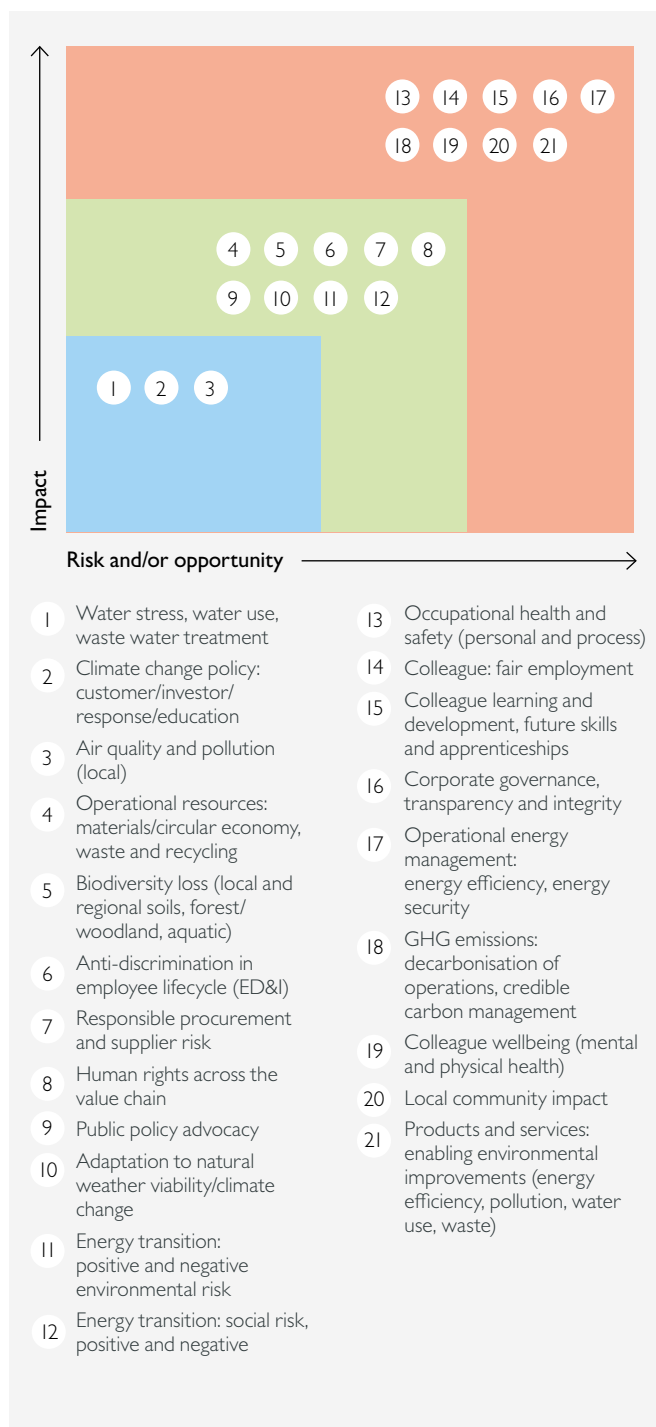 13 14 15 16 17
18 19 20 21
4 5 6 7 8
9 10 11 12
1 2 3
Impact
Risk and/or opportunity
1 Water stress, water use,
waste water treatment
2 Climate change policy:
customer/investor/
response/education
3 Air quality and pollution
(local)
4 Operational resources:
materials/circular economy,
waste and recycling
5 Biodiversity loss (local and
regional soils, forest/
woodland, aquatic)
6 Anti-discrimination in
employee lifecycle (ED&I)
7 Responsible procurement
and supplier risk
8 Human rights across the
value chain
9 Public policy advocacy
10 Adaptation to natural
weather viability/climate
change
11 Energy transition:
positive and negative
environmental risk
12 Energy transition: social risk,
positive and negative
13 Occupational health and
safety (personal and process)
14 Colleague: fair employment
15 Colleague learning and
development, future skills
and apprenticeships
16 Corporate governance,
transparency and integrity
17 Operational energy
management:
energy efficiency, energy
security
18 GHG emissions:
decarbonisation of
operations, credible
carbon management
19 Colleague wellbeing (mental
and physical health)
20 Local community impact
21 Products and services:
enabling environmental
improvements (energy
efficiency, pollution, water
use, waste)